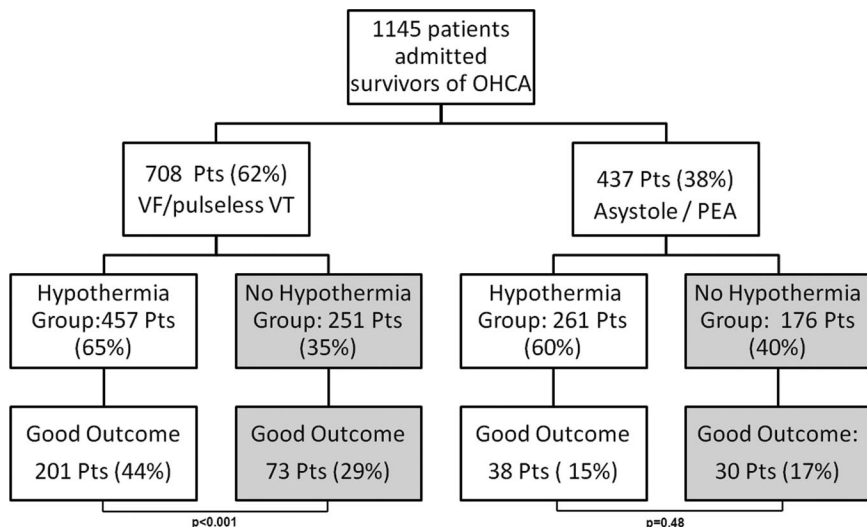 1145 patients
admitted
survivors of OHCA
708 Pts (62%)
VF/pulseless VT
437 Pts (38%)
Asystole / PEA
Hypothermia
Group:457 Pts
(65%)
No Hypothermia
Group: 251 Pts
(35%)
Hypothermia
Group: 261 Pts
(60%)
No Hypothermia
Group: 176 Pts
(40%)
Good Outcome
201 Pts (44%)
Good Outcome
73 Pts (29%)
Good Outcome
38 Pts ( 15%)
Good Outcome:
30 Pts (17%)
p<0.001
p=0.48